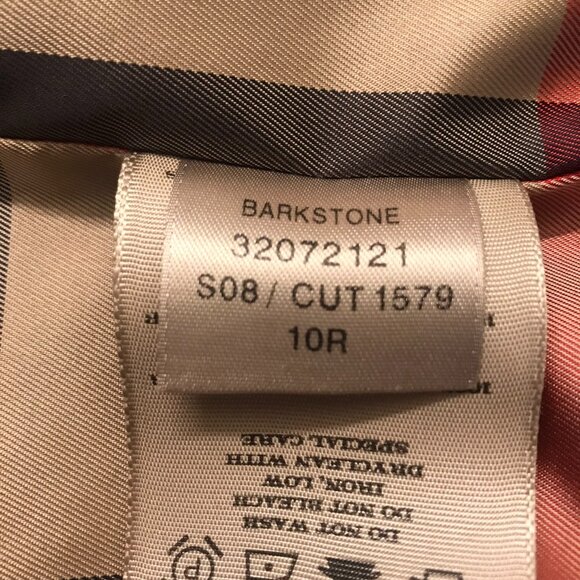 BARKSTONE
32072121
S08 / CUT 1579
10R
DO NOT WASH
DO NOT BLEACH
IRON, LOW
DRYCLEAN WITH
SPECIAL CARE
P